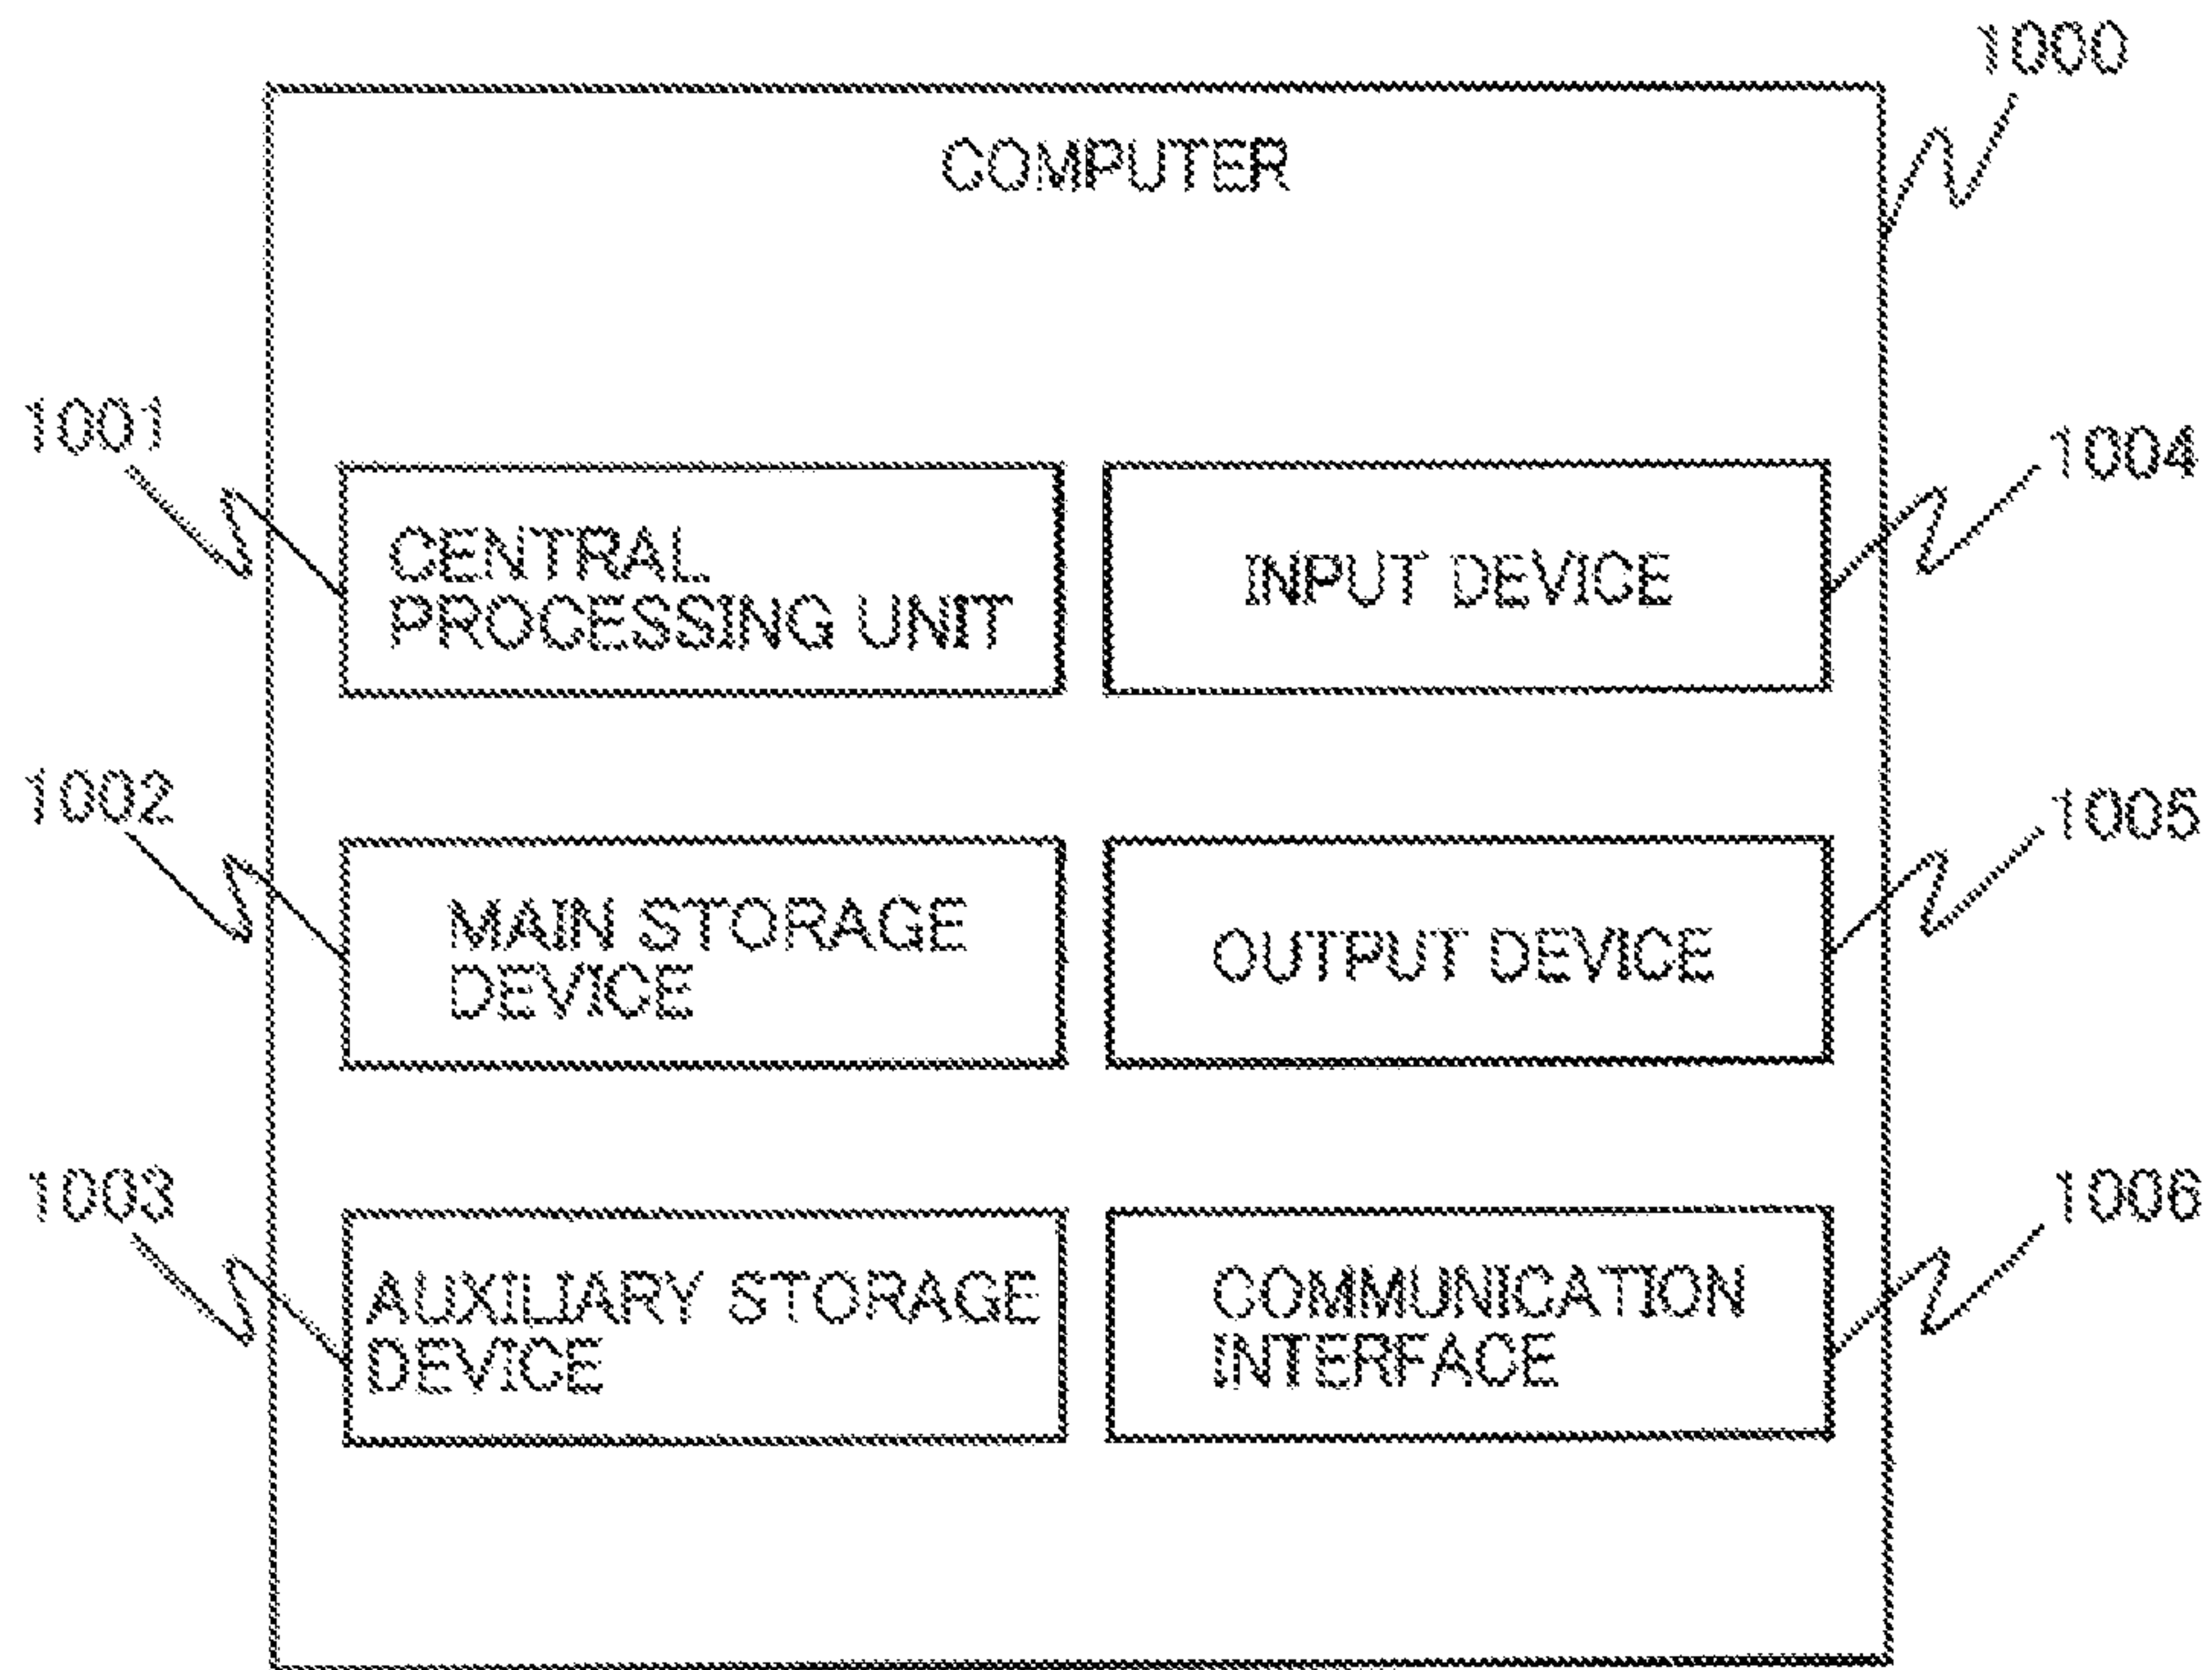 1000
COMPUTER
1001
CENTRAL
PROCESSING UNIT
INPUT DEVICE
1004
1002
MAIN STORAGE
DEVICE
OUTPUT DEVICE
1005
1003
AUXILIARY STORAGE
DEVICE
COMMUNICATION
INTERFACE
1006